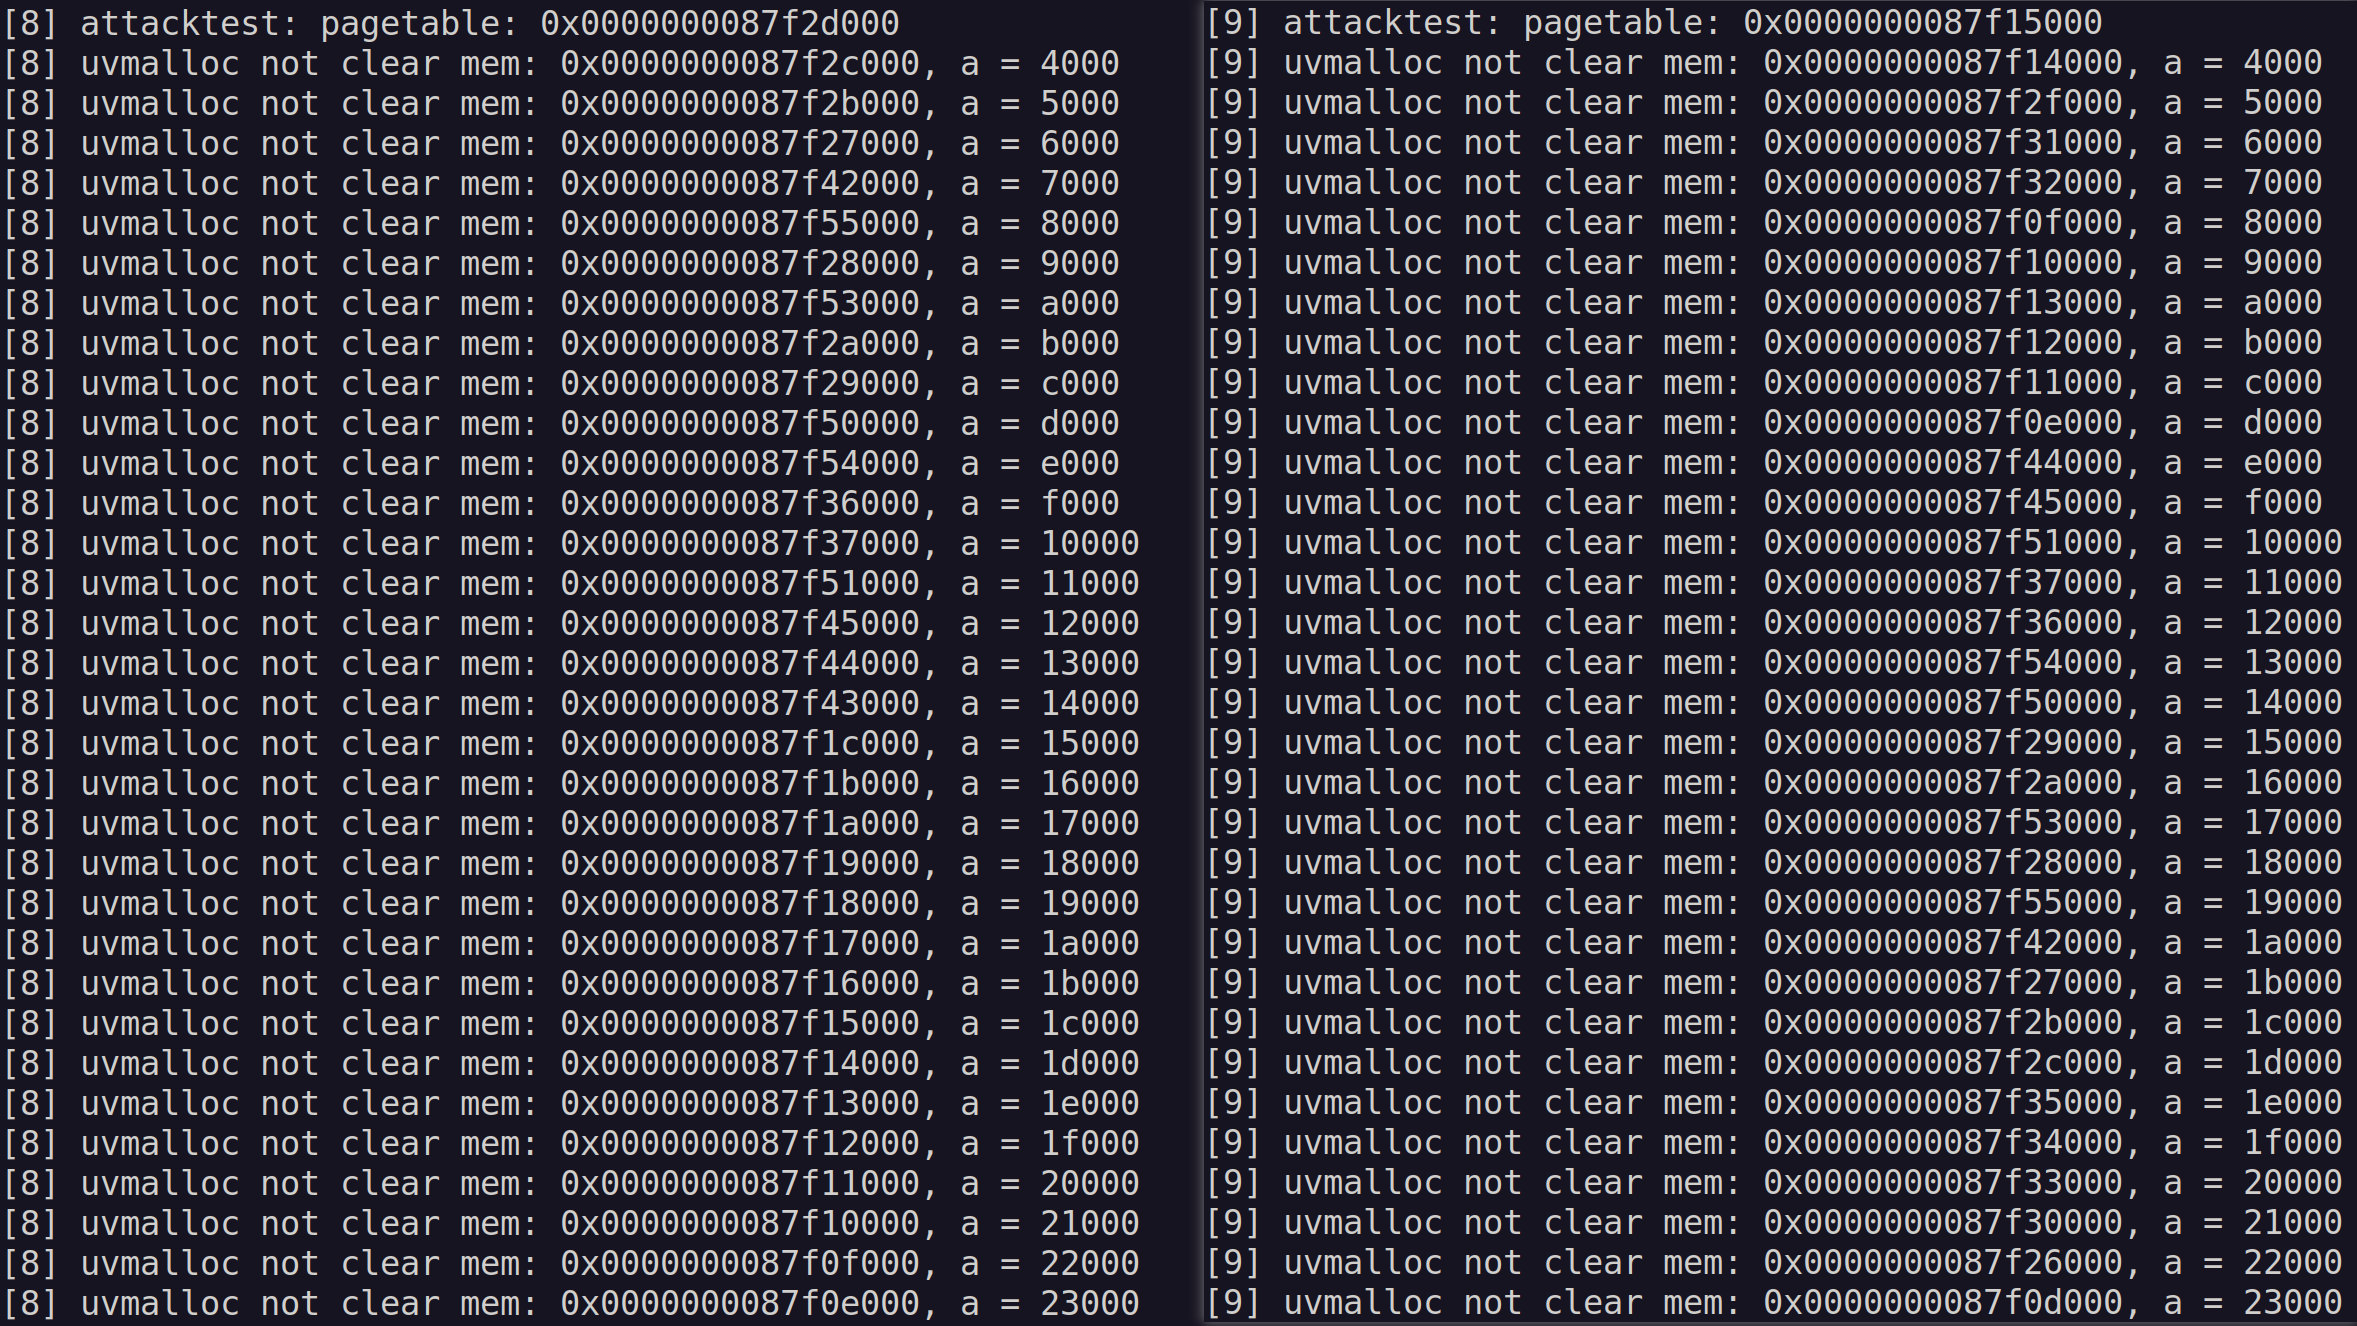 [8] attacktest: pagetable: 0x0000000087f2d000
[8] uvmalloc not clear mem: 0x0000000087f2c000, a = 4000
[8] uvmalloc not clear mem: 0x0000000087f2b000, a = 5000
[8] uvmalloc not clear mem: 0x0000000087f27000, a = 6000
[8] uvmalloc not clear mem: 0x0000000087f42000, a = 7000
[8] uvmalloc not clear mem: 0x0000000087f55000, a = 8000
[8] uvmalloc not clear mem: 0x0000000087f28000, a = 9000
[8] uvmalloc not clear mem: 0x0000000087f53000, a = a000
[8] uvmalloc not clear mem: 0x0000000087f2a000, a = b000
[8] uvmalloc not clear mem: 0x0000000087f29000, a = c000
[8] uvmalloc not clear mem: 0x0000000087f50000, a = d000
[8] uvmalloc not clear mem: 0x0000000087f54000, a = e000
[8] uvmalloc not clear mem: 0x0000000087f36000, a = f000
[8] uvmalloc not clear mem: 0x0000000087f37000, a = 10000
[8] uvmalloc not clear mem: 0x0000000087f51000, a = 11000
[8] uvmalloc not clear mem: 0x0000000087f45000, a = 12000
[8] uvmalloc not clear mem: 0x0000000087f44000, a = 13000
[8] uvmalloc not clear mem: 0x0000000087f43000, a = 14000
[8] uvmalloc not clear mem: 0x0000000087f1c000, a = 15000
[8] uvmalloc not clear mem: 0x0000000087f1b000, a = 16000
[8] uvmalloc not clear mem: 0x0000000087f1a000, a = 17000
[8] uvmalloc not clear mem: 0x0000000087f19000, a = 18000
[8] uvmalloc not clear mem: 0x0000000087f18000, a = 19000
[8] uvmalloc not clear mem: 0x0000000087f17000, a = 1a000
[8] uvmalloc not clear mem: 0x0000000087f16000, a = 1b000
[8] uvmalloc not clear mem: 0x0000000087f15000, a = 1c000
[8] uvmalloc not clear mem: 0x0000000087f14000, a = 1d000
[8] uvmalloc not clear mem: 0x0000000087f13000, a = 1e000
[8] uvmalloc not clear mem: 0x0000000087f12000, a = 1f000
[8] uvmalloc not clear mem: 0x0000000087f11000, a = 20000
[8] uvmalloc not clear mem: 0x0000000087f10000, a = 21000
[8] uvmalloc not clear mem: 0x0000000087f0f000, a = 22000
[8] uvmalloc not clear mem: 0x0000000087f0e000, a = 23000
[9] attacktest: pagetable: 0x0000000087f15000
[9] uvmalloc not clear mem: 0x0000000087f14000, a = 4000
[9] uvmalloc not clear mem: 0x0000000087f2f000, a = 5000
[9] uvmalloc not clear mem: 0x0000000087f31000, a = 6000
[9] uvmalloc not clear mem: 0x0000000087f32000, a = 7000
[9] uvmalloc not clear mem: 0x0000000087f0f000, a = 8000
[9] uvmalloc not clear mem: 0x0000000087f10000, a = 9000
[9] uvmalloc not clear mem: 0x0000000087f13000, a = a000
[9] uvmalloc not clear mem: 0x0000000087f12000, a = b000
[9] uvmalloc not clear mem: 0x0000000087f11000, a = c000
[9] uvmalloc not clear mem: 0x0000000087f0e000, a = d000
[9] uvmalloc not clear mem: 0x0000000087f44000, a = e000
[9] uvmalloc not clear mem: 0x0000000087f45000, a = f000
[9] uvmalloc not clear mem: 0x0000000087f51000, a = 10000
[9] uvmalloc not clear mem: 0x0000000087f37000, a = 11000
[9] uvmalloc not clear mem: 0x0000000087f36000, a = 12000
[9] uvmalloc not clear mem: 0x0000000087f54000, a = 13000
[9] uvmalloc not clear mem: 0x0000000087f50000, a = 14000
[9] uvmalloc not clear mem: 0x0000000087f29000, a = 15000
[9] uvmalloc not clear mem: 0x0000000087f2a000, a = 16000
[9] uvmalloc not clear mem: 0x0000000087f53000, a = 17000
[9] uvmalloc not clear mem: 0x0000000087f28000, a = 18000
[9] uvmalloc not clear mem: 0x0000000087f55000, a = 19000
[9] uvmalloc not clear mem: 0x0000000087f42000, a = 1a000
[9] uvmalloc not clear mem: 0x0000000087f27000, a = 1b000
[9] uvmalloc not clear mem: 0x0000000087f2b000, a = 1c000
[9] uvmalloc not clear mem: 0x0000000087f2c000, a = 1d000
[9] uvmalloc not clear mem: 0x0000000087f35000, a = 1e000
[9] uvmalloc not clear mem: 0x0000000087f34000, a = 1f000
[9] uvmalloc not clear mem: 0x0000000087f33000, a = 20000
[9] uvmalloc not clear mem: 0x0000000087f30000, a = 21000
[9] uvmalloc not clear mem: 0x0000000087f26000, a = 22000
[9] uvmalloc not clear mem: 0x0000000087f0d000, a = 23000